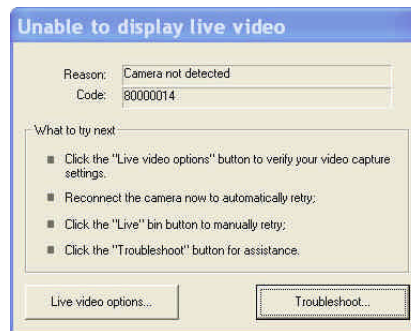 Unable to display live video
Reason: Camera not detected
Code: 80000014
What to try next
Click the "Live video options" button to verify your video capture
settings.
Reconnect the camera now to automatically retry;
Click the "Live" bin button to manually retry;
Click the "Troubleshoot" button for assistance.
Live video options... Troubleshoot...